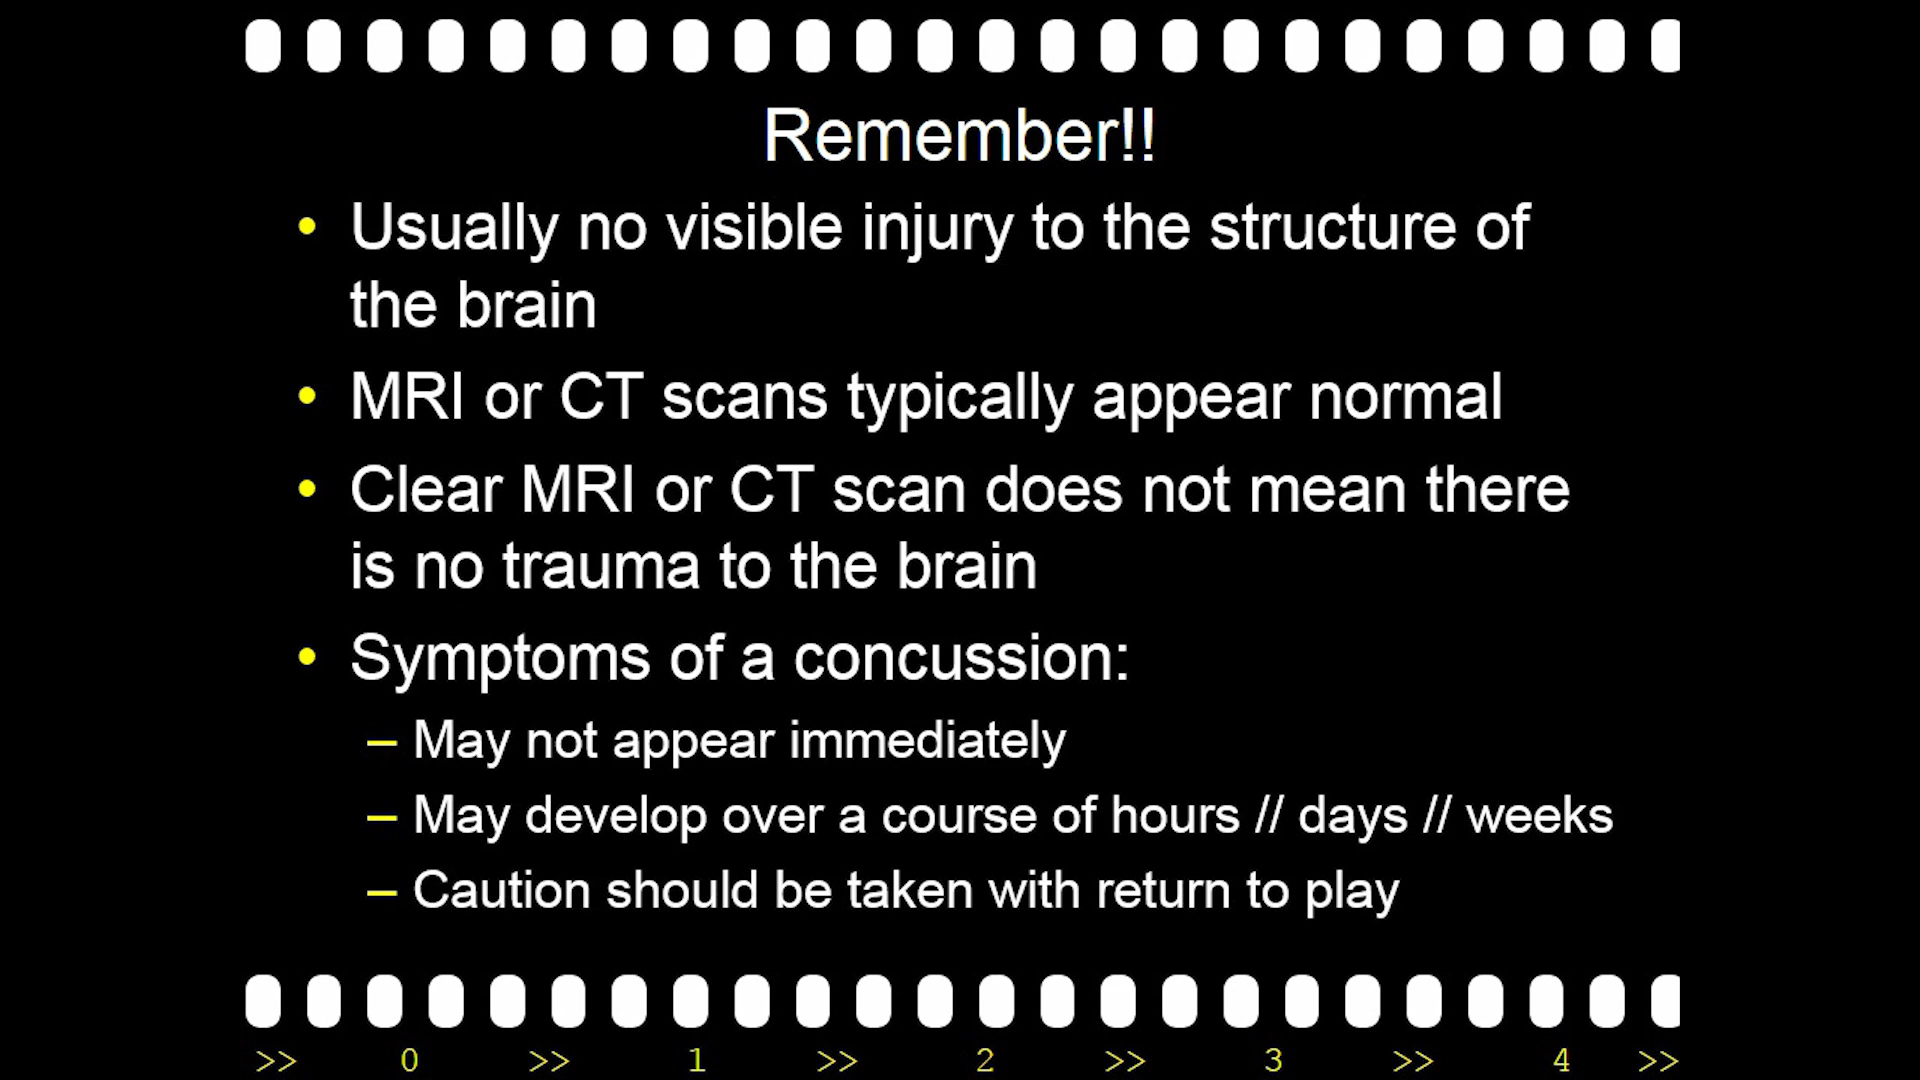 Remember!!
• Usually no visible injury to the structure of
the brain
• MRI or CT scans typically appear normal
• Clear MRI or CT scan does not mean there
is no trauma to the brain
• Symptoms of a concussion:
– May not appear immediately
– May develop over a course of hours // days // weeks
– Caution should be taken with return to play
>> 0 >> 1 >> 2 >> 3 >> 4 >>